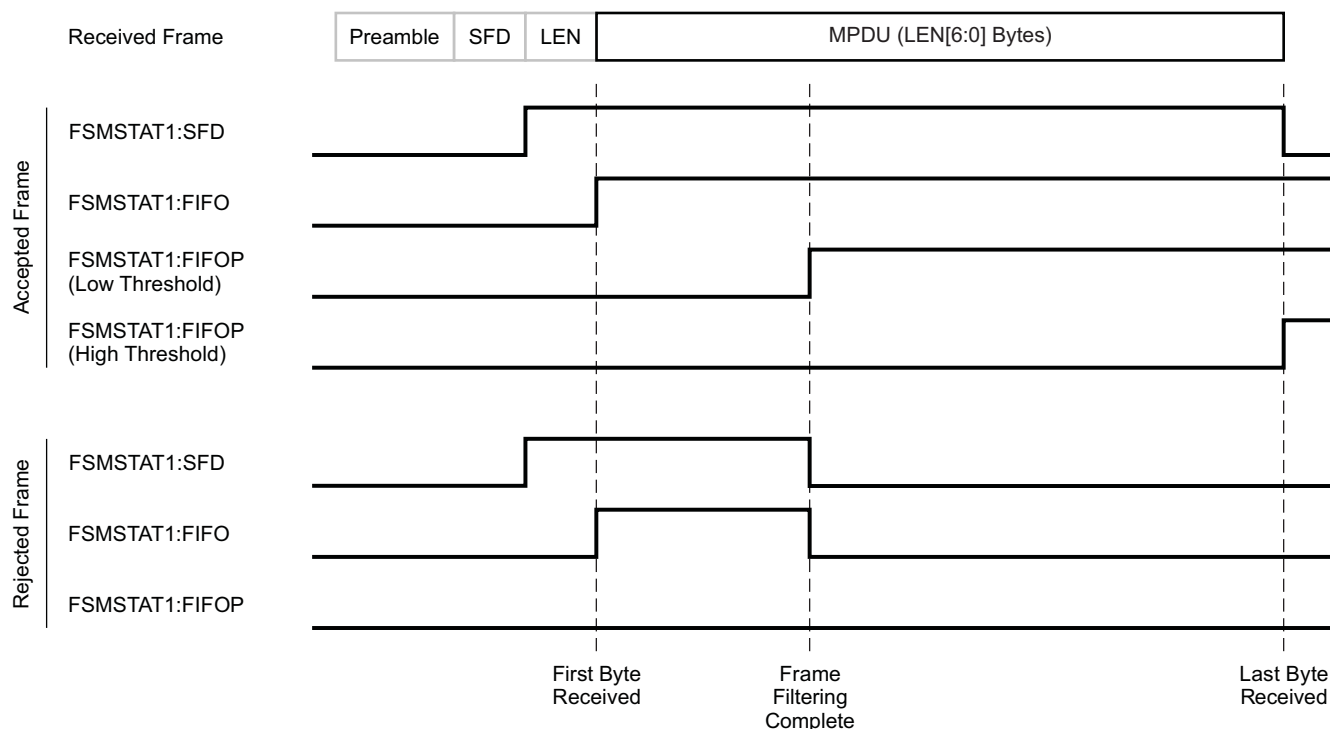 Received Frame
Preamble
SFD
LEN
MPDU (LEN[6:0] Bytes)
Accepted Frame
FSMSTAT1:SFD
FSMSTAT1:FIFO
FSMSTAT1:FIFOP
(Low Threshold)
FSMSTAT1:FIFOP
(High Threshold)
Rejected Frame
FSMSTAT1:SFD
FSMSTAT1:FIFO
FSMSTAT1:FIFOP
First Byte
Received
Frame
Filtering
Complete
Last Byte
Received